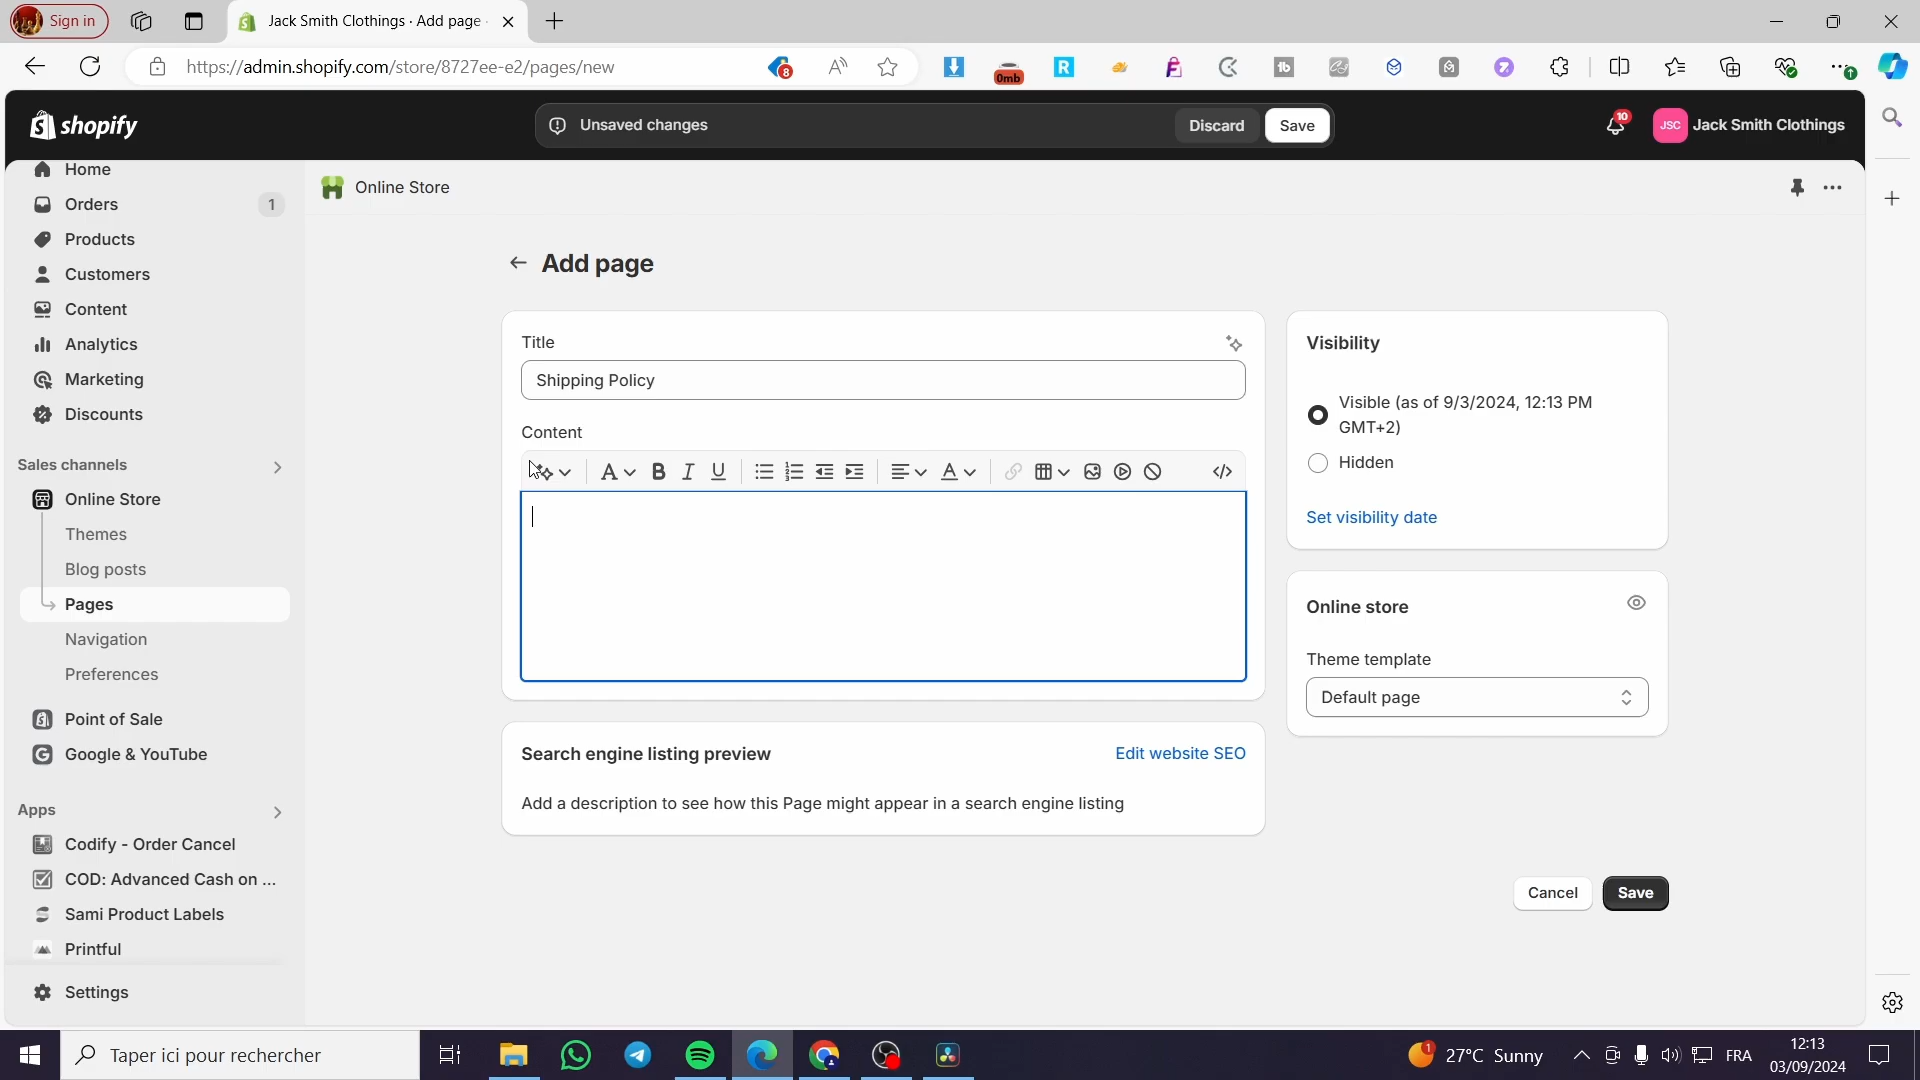 Sign in
Jack Smith Clothings · Add page ·
https://admin.shopify.com/store/8727ee-e2/pages/new
8
0mb
shopify
Unsaved changes
Discard
Save
10
JSC
Jack Smith Clothings
Home
Orders
1
Products
Customers
Content
Analytics
Marketing
Discounts
Sales channels
Online Store
Themes
Blog posts
Pages
Navigation
Preferences
Point of Sale
Google & YouTube
Apps
Codify - Order Cancel
COD: Advanced Cash on ...
Sami Product Labels
Printful
Settings
Online Store
Add page
Title
Shipping Policy
Content
Search engine listing preview
Edit website SEO
Add a description to see how this Page might appear in a search engine listing
Visibility
Visible (as of 9/3/2024, 12:13 PM
GMT+2)
Hidden
Set visibility date
Online store
Theme template
Default page
Cancel
Save
Taper ici pour rechercher
1
27°C Sunny
FRA
12:13
03/09/2024